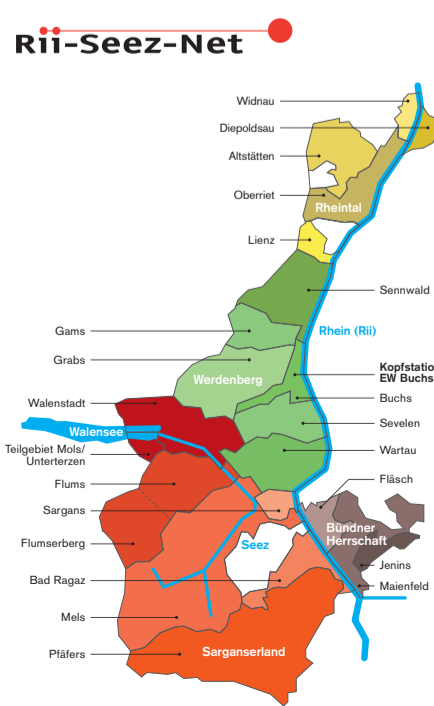 Rii-Seez-Net
Widnau
Diepoldsau
Altstätten
Oberriet
Rheintal
Lienz
Sennwald
Gams
Rhein (Rii)
Grabs
Kopfstatio
EW Buchs
Werdenberg
Buchs
Walenstadt
Sevelen
Walensee
Teilgebiet Mols/
Unterterzen
Wartau
Flums
Fläsch
Sargans
Bündner
Herrschaft
Flumserberg
Seez
Jenins
Bad Ragaz
Maienfeld
Mels
Pfäfers
Sarganserland